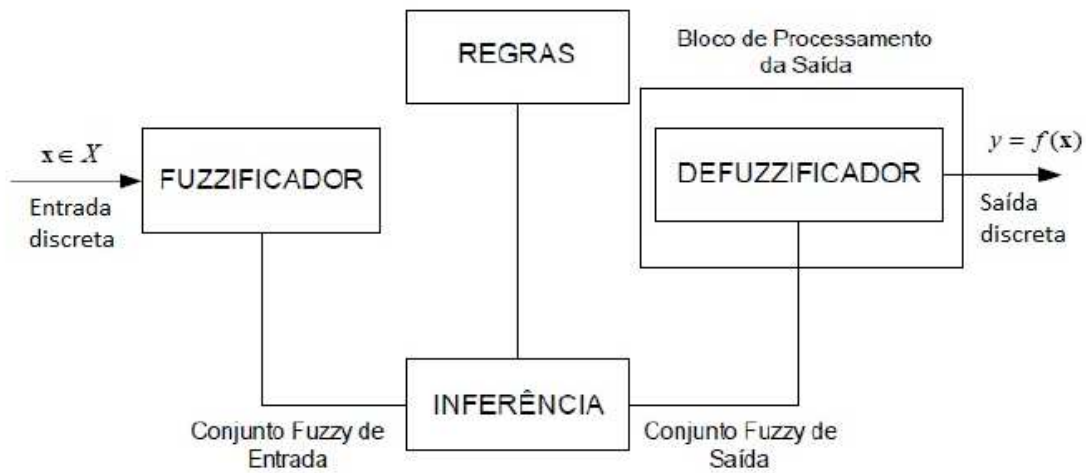 REGRAS
Bloco de Processamento
da Saída
x ∈ X
FUZZIFICADOR
Entrada
discreta
DEFUZZIFICADOR
y = f(x)
Saída
discreta
INFERÊNCIA
Conjunto Fuzzy de
Entrada
Conjunto Fuzzy de
Saída